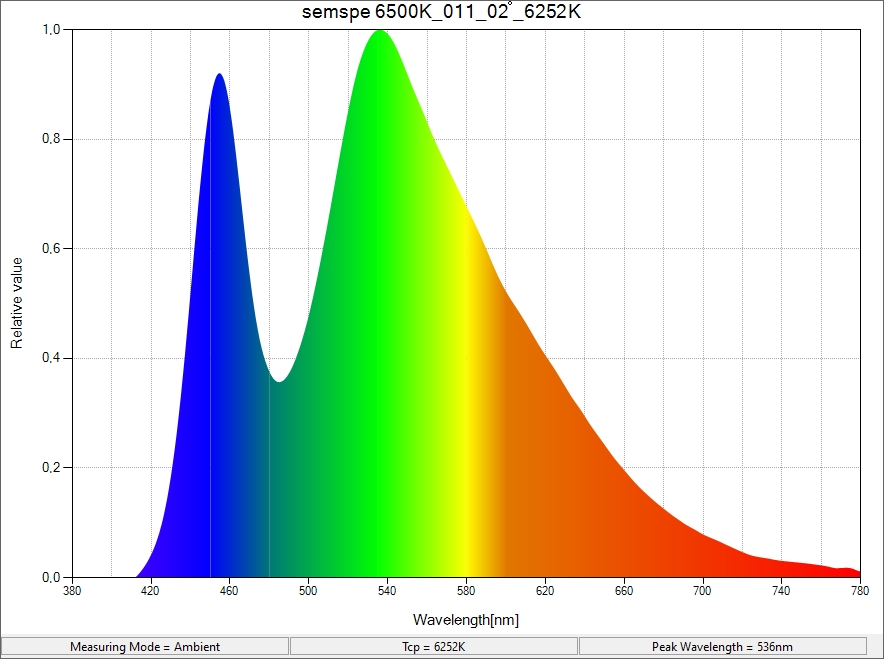 semspe 6500K_011_02°_6252K
1,0
0,8
0,6
0,4
0,2
0,0
Relative value
380 420 460 500 540 580 620 660 700 740 780
Wavelength[nm]
Measuring Mode = Ambient Tcp = 6252K Peak Wavelength = 536nm